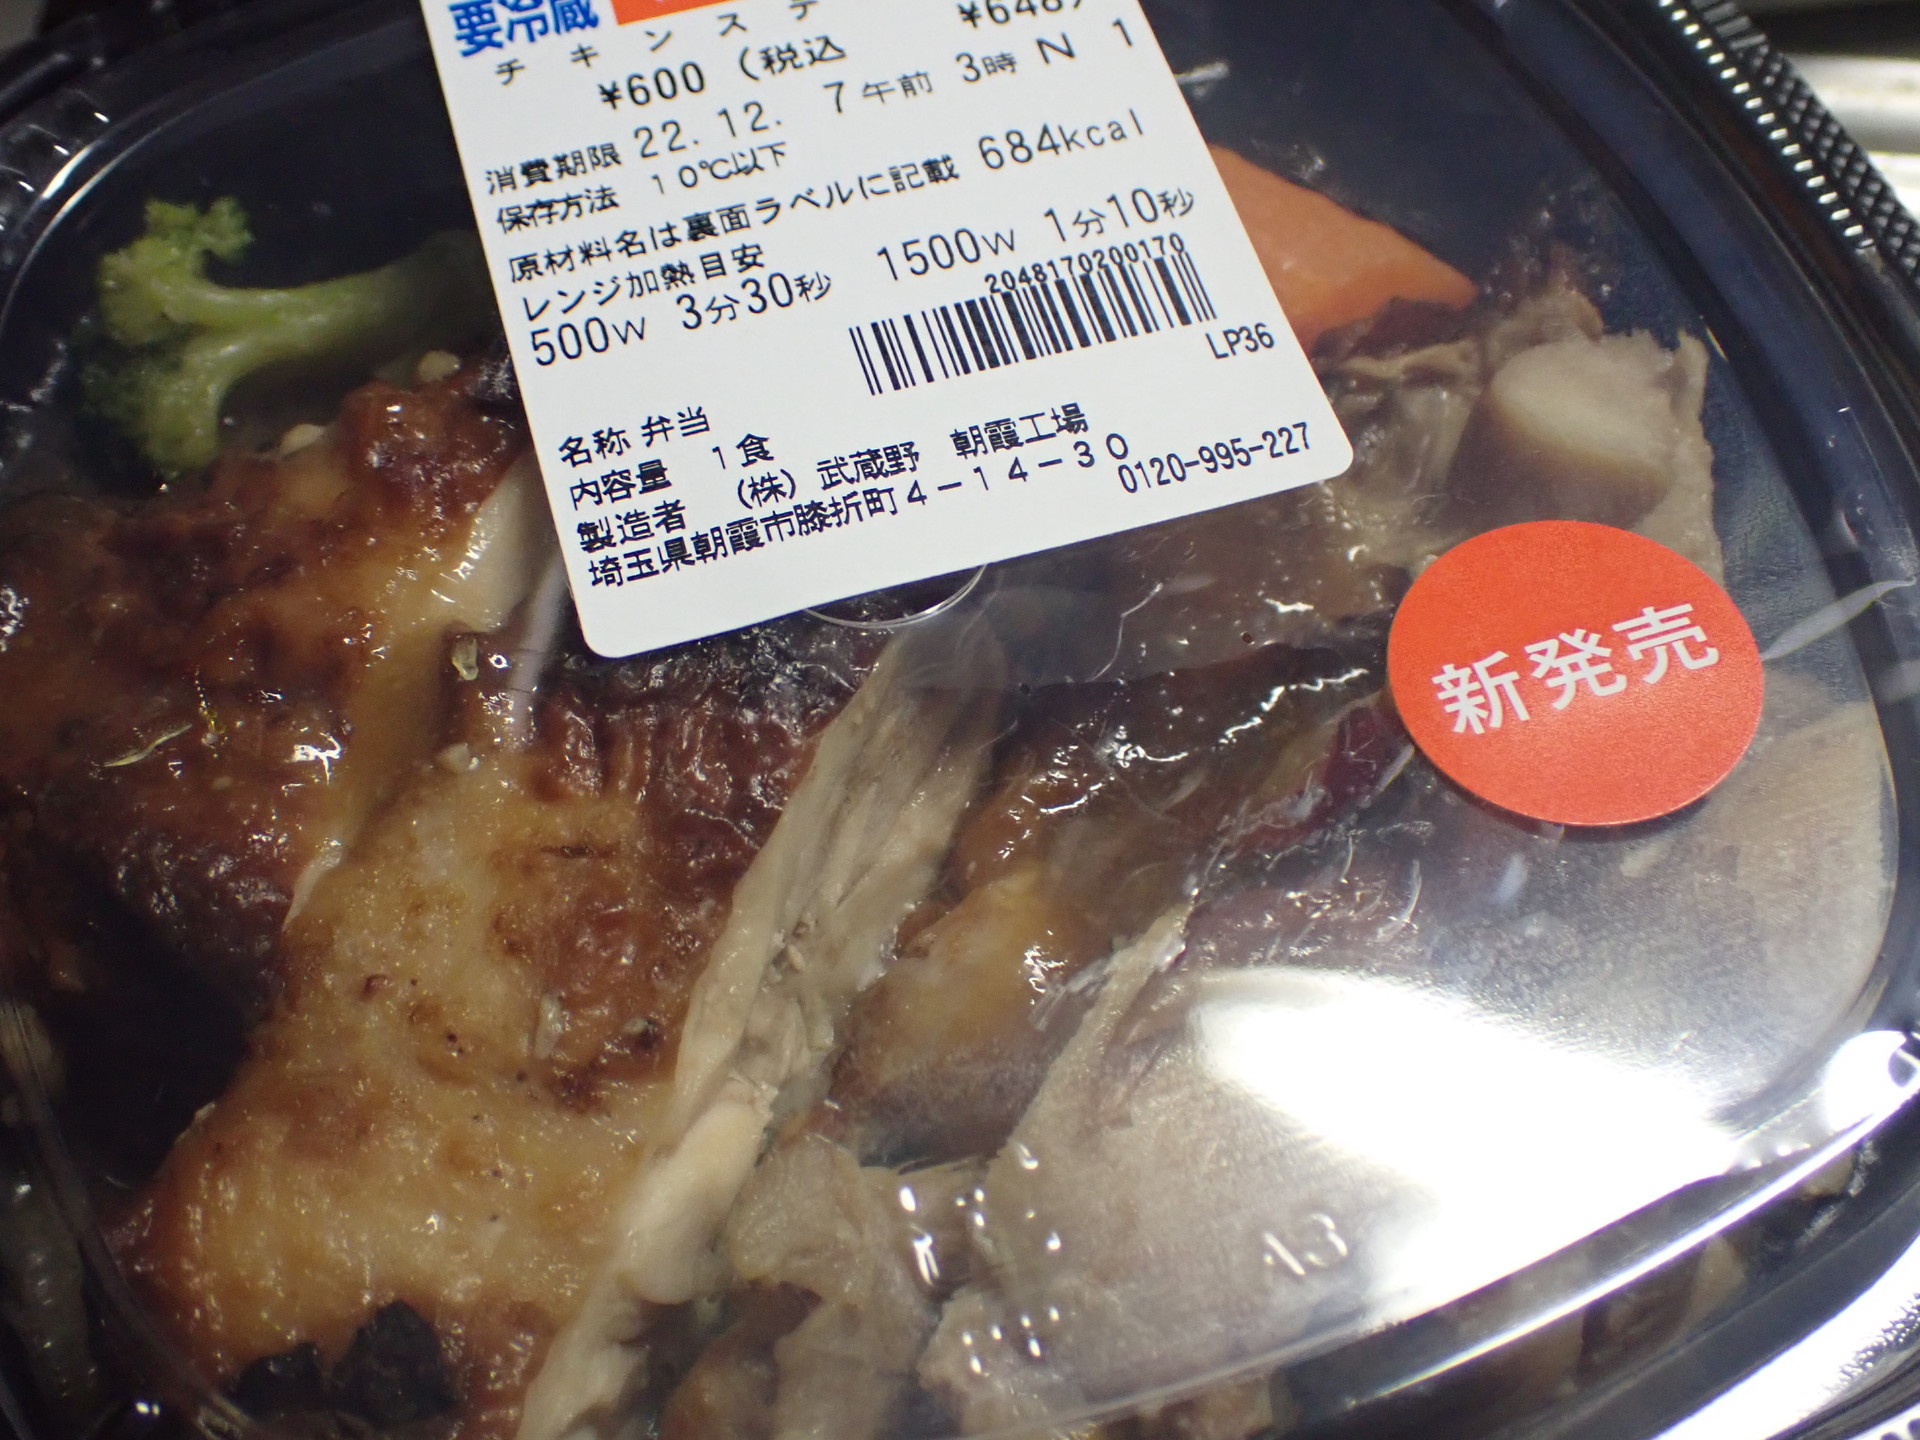 要冷蔵
チキンステ
¥600 (税込 ¥648)
消費期限 22.12. 7午前 3時 N 1
保存方法 10℃以下
原材料名は裏面ラベルに記載 684kcal
レンジ加熱目安
500W 3分30秒 1500W 1分10秒
2048170200170
LP36
名称 弁当
内容量 1食
製造者 (株) 武蔵野 朝霞工場
埼玉県朝霞市膝折町4-14-30
0120-995-227
新発売
A3